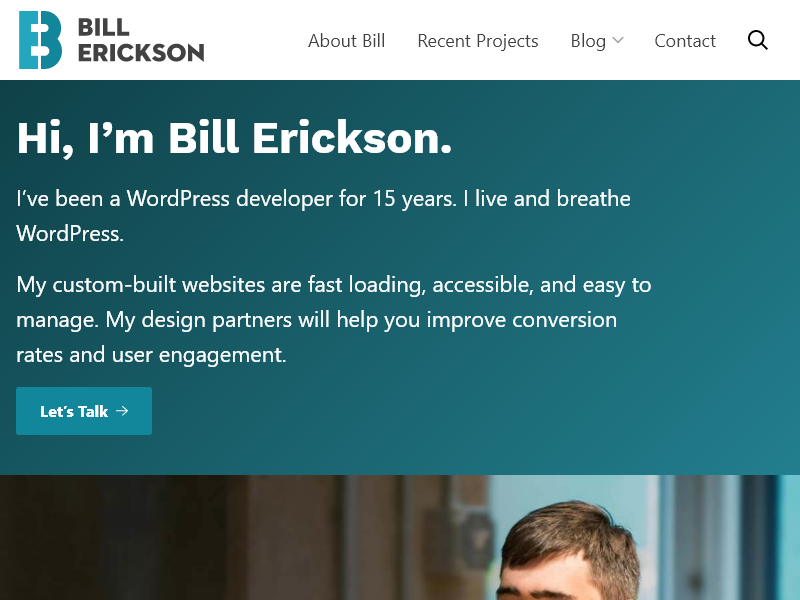 BILL
ERICKSON
About Bill
Recent Projects
Blog
Contact
Hi, I’m Bill Erickson.
I’ve been a WordPress developer for 15 years. I live and breathe
WordPress.
My custom-built websites are fast loading, accessible, and easy to
manage. My design partners will help you improve conversion
rates and user engagement.
Let’s Talk →